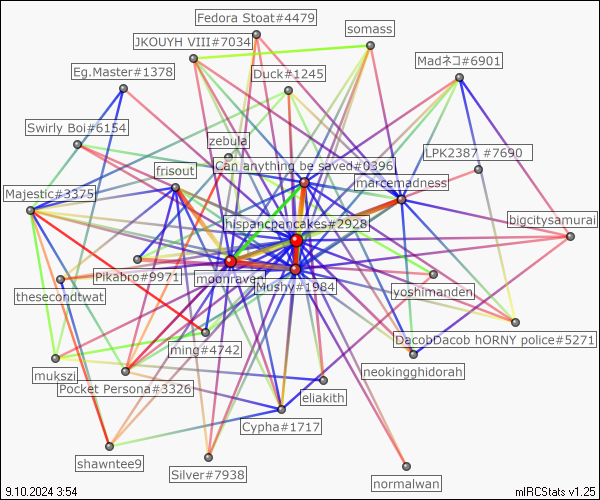 Fedora Stoat#4479
somass
JKOUYH VIII#7034
Madネコ#6901
Eg.Master#1378
Duck#1245
Swirly Boi#6154
zebula
LPK2387 #7690
Can anything be saved#0396
frisout
marcemadness
Majestic#3375
hispancpancakes#2928
bigcitysamurai
Pikabro#9971
moonraven
Mushy#1984
yoshimanden
thesecondtwat
DacobDacob hORNY police#5271
ming#4742
mukszi
neokingghidorah
Pocket Persona#3326
eliakith
Cypha#1717
shawntee9
Silver#7938
normalwan
9.10.2024 3:54
mIRCStats v1.25